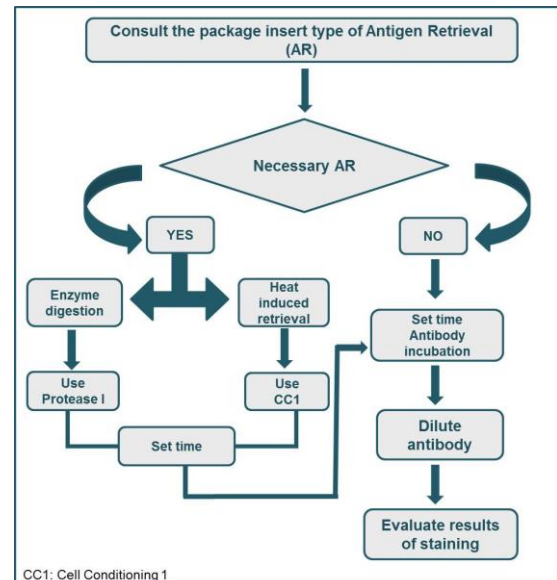 Consult the package insert type of Antigen Retrieval
(AR)
Necessary AR
YES
NO
Enzyme
digestion
Heat
induced
retrieval
Set time
Antibody
incubation
Use
Protease I
Use
CC1
Set time
Dilute
antibody
Evaluate results
of staining
CC1: Cell Conditioning 1